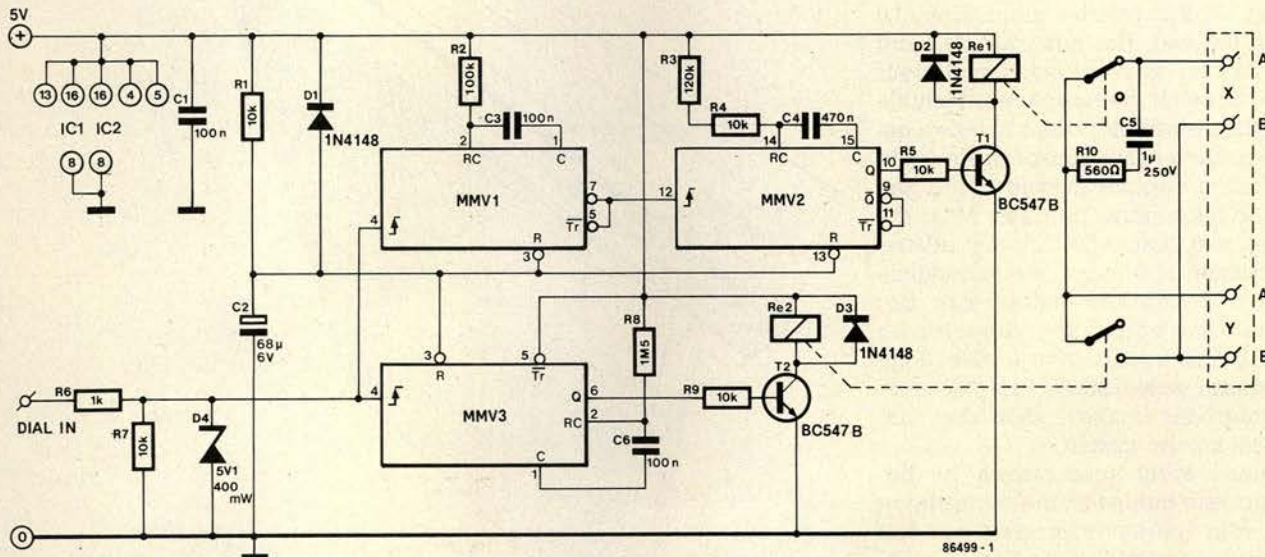 5V
+
13 16 16 4 5
IC1 IC2
8 8
C1
100n
R1
10k
D1
1N4148
R2
100k
C3 100n
2 1
RC C
MMV1
4
7
5
Tr
R
3
R3
120k
R4
10k
C4 470n
14 15
RC C
MMV2
12
Q 10
Q 9
11
Tr
R
13
R5
10k
T1
BC547B
D2
1N4148
Re1
C5
1µ
250V
R10
560Ω
A
X
B
A
Y
B
C2
68µ
6V
R6
1k
DIAL IN
R7
10k
D4
5V1
400
mW
3 5
R Tr
4
MMV3
Q 6
RC 2
C
1
R8
1M5
C6
100n
R9
10k
Re2
D3
1N4148
T2
BC547B
0
86499-1